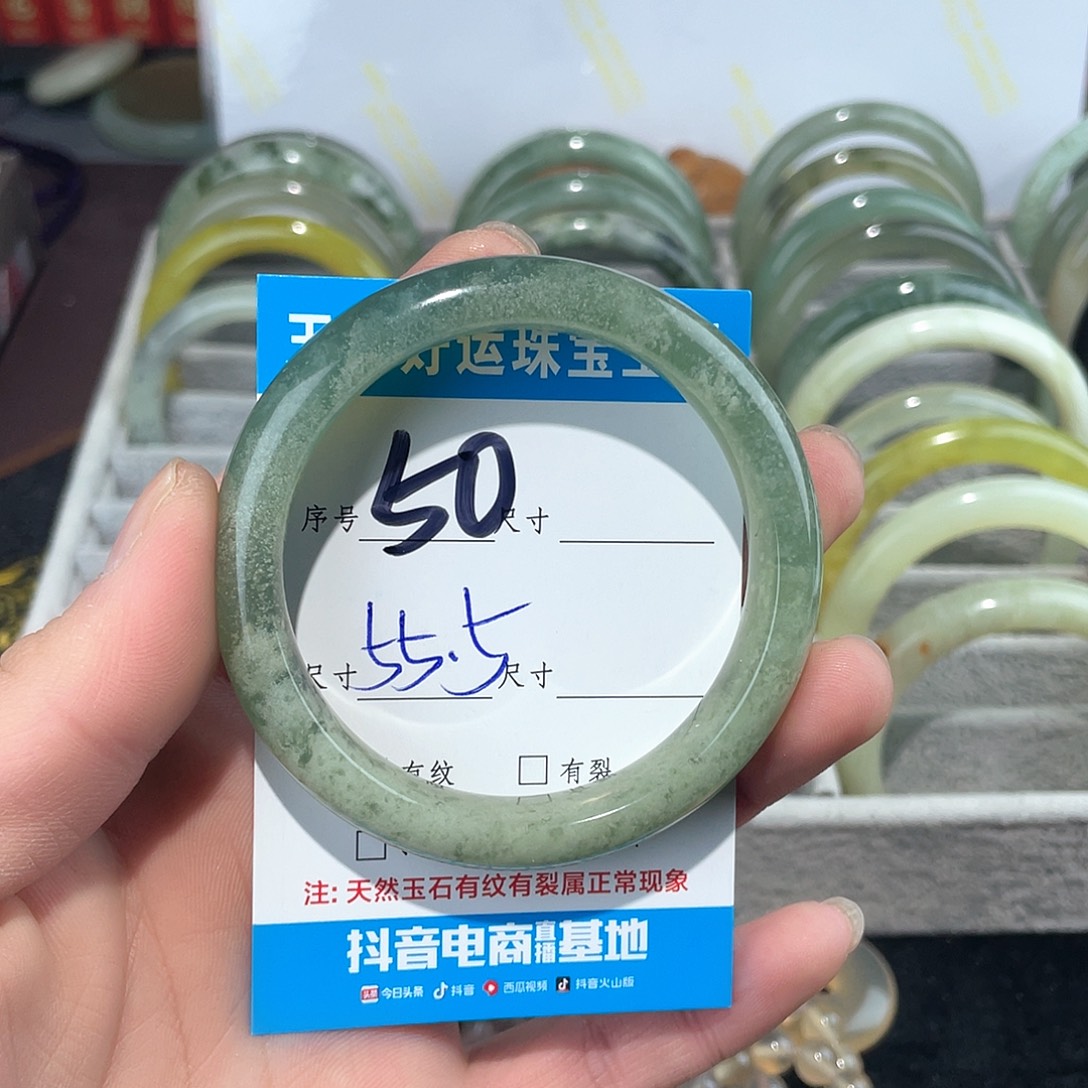 好运珠宝
序号 50 尺寸
尺寸 55.5 尺寸
有纹 □ 有裂
□
注: 天然玉石有纹有裂属正常现象
抖音电商直播基地
头条 今日头条 抖音 西瓜视频 抖音火山版